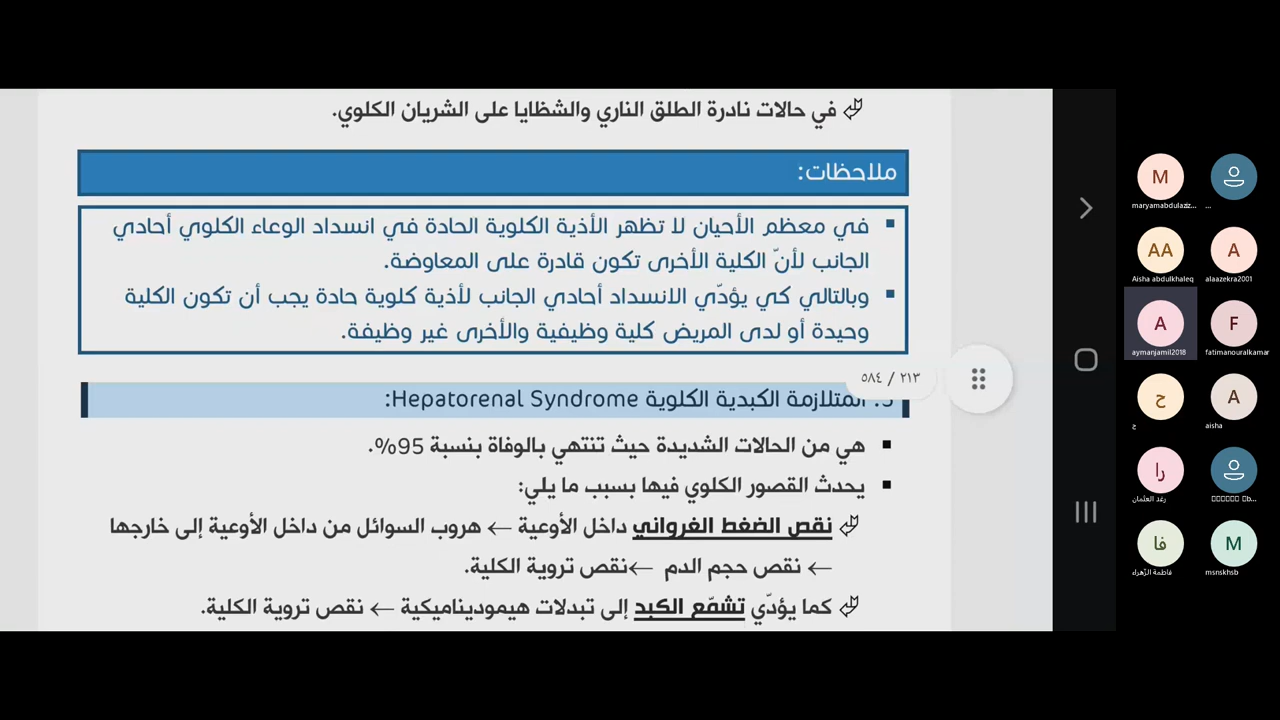 في حالات نادرة الطلق الناري والشظايا على الشريان الكلوي.
ملاحظات:
في معظم الأحيان لا تظهر الأذية الكلوية الحادة في انسداد الوعاء الكلوي أحادي
الجانب لأنّ الكلية الأخرى تكون قادرة على المعاوضة.
وبالتالي كي يؤدّي الانسداد أحادي الجانب لأذية كلوية حادة يجب أن تكون الكلية
وحيدة أو لدى المريض كلية وظيفية والأخرى غير وظيفة.
٢١٣ / ٥٨٤
المتلازمة الكبدية الكلوية Hepatorenal Syndrome:
هي من الحالات الشديدة حيث تنتهي بالوفاة بنسبة 95%.
يحدث القصور الكلوي فيها بسبب ما يلي:
نقص الضغط الغرواني داخل الأوعية ← هروب السوائل من داخل الأوعية إلى خارجها
← نقص حجم الدم ←نقص تروية الكلية.
كما يؤدّي تشمّع الكبد إلى تبدلات هيموديناميكية ← نقص تروية الكلية.
M
maryamabdulaziz...
...
AA
Aisha abdulkhaleq
A
alaazekra2001
A
aymanjamil2018
F
fatimanouralkamar
ح
ح
A
aisha
را
رغد العثمان
فا
فاطمة الزهراء
M
msnskhsb